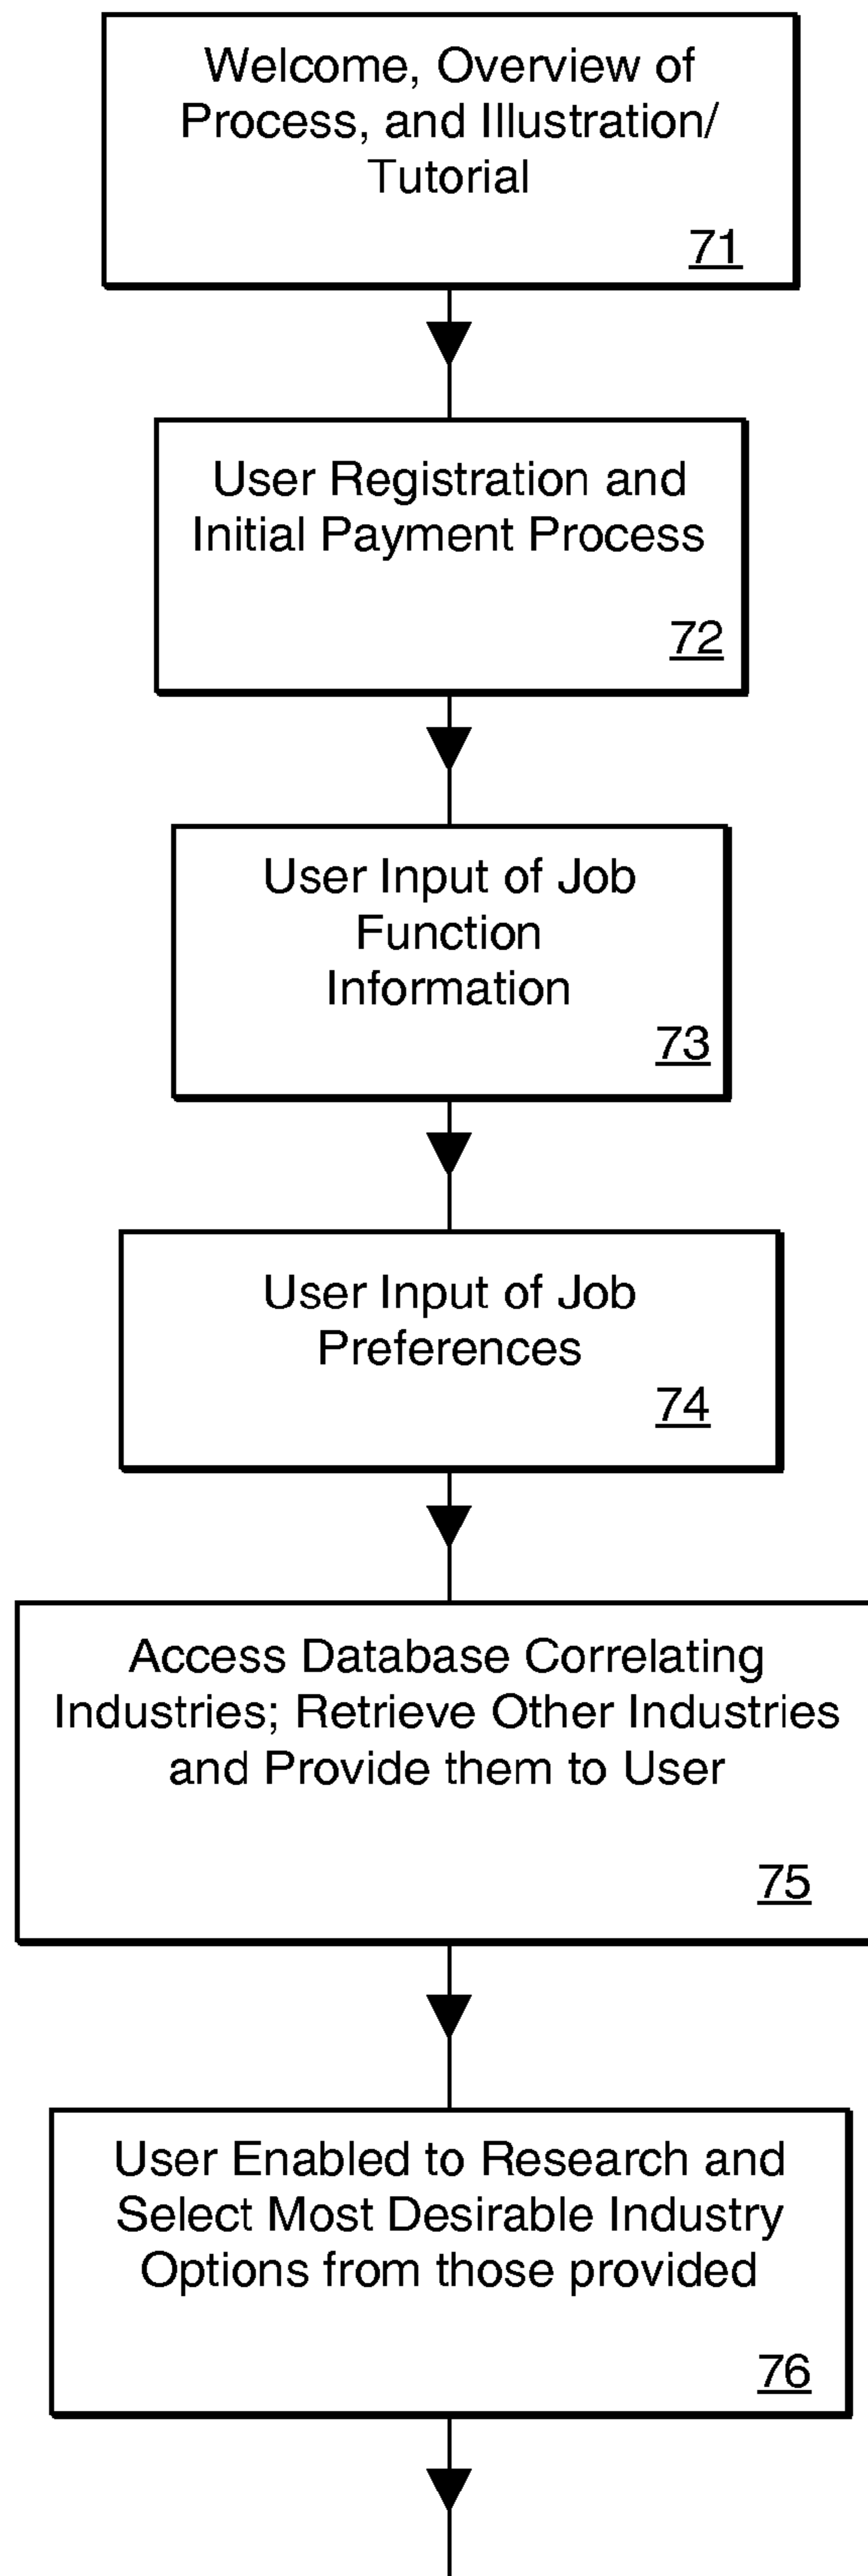 Welcome, Overview of
Process, and Illustration/
Tutorial
71
User Registration and
Initial Payment Process
72
User Input of Job
Function
Information
73
User Input of Job
Preferences
74
Access Database Correlating
Industries; Retrieve Other Industries
and Provide them to User
75
User Enabled to Research and
Select Most Desirable Industry
Options from those provided
76